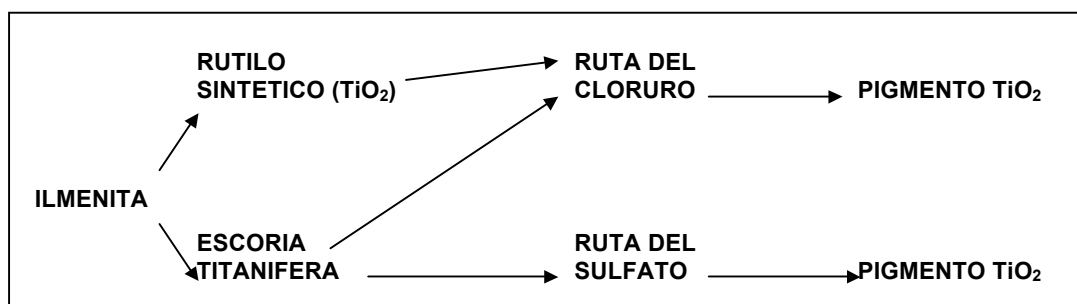 RUTILO
SINTETICO (TiO₂)
RUTA DEL
CLORURO
PIGMENTO TiO₂
ILMENITA
ESCORIA
TITANIFERA
RUTA DEL
SULFATO
PIGMENTO TiO₂